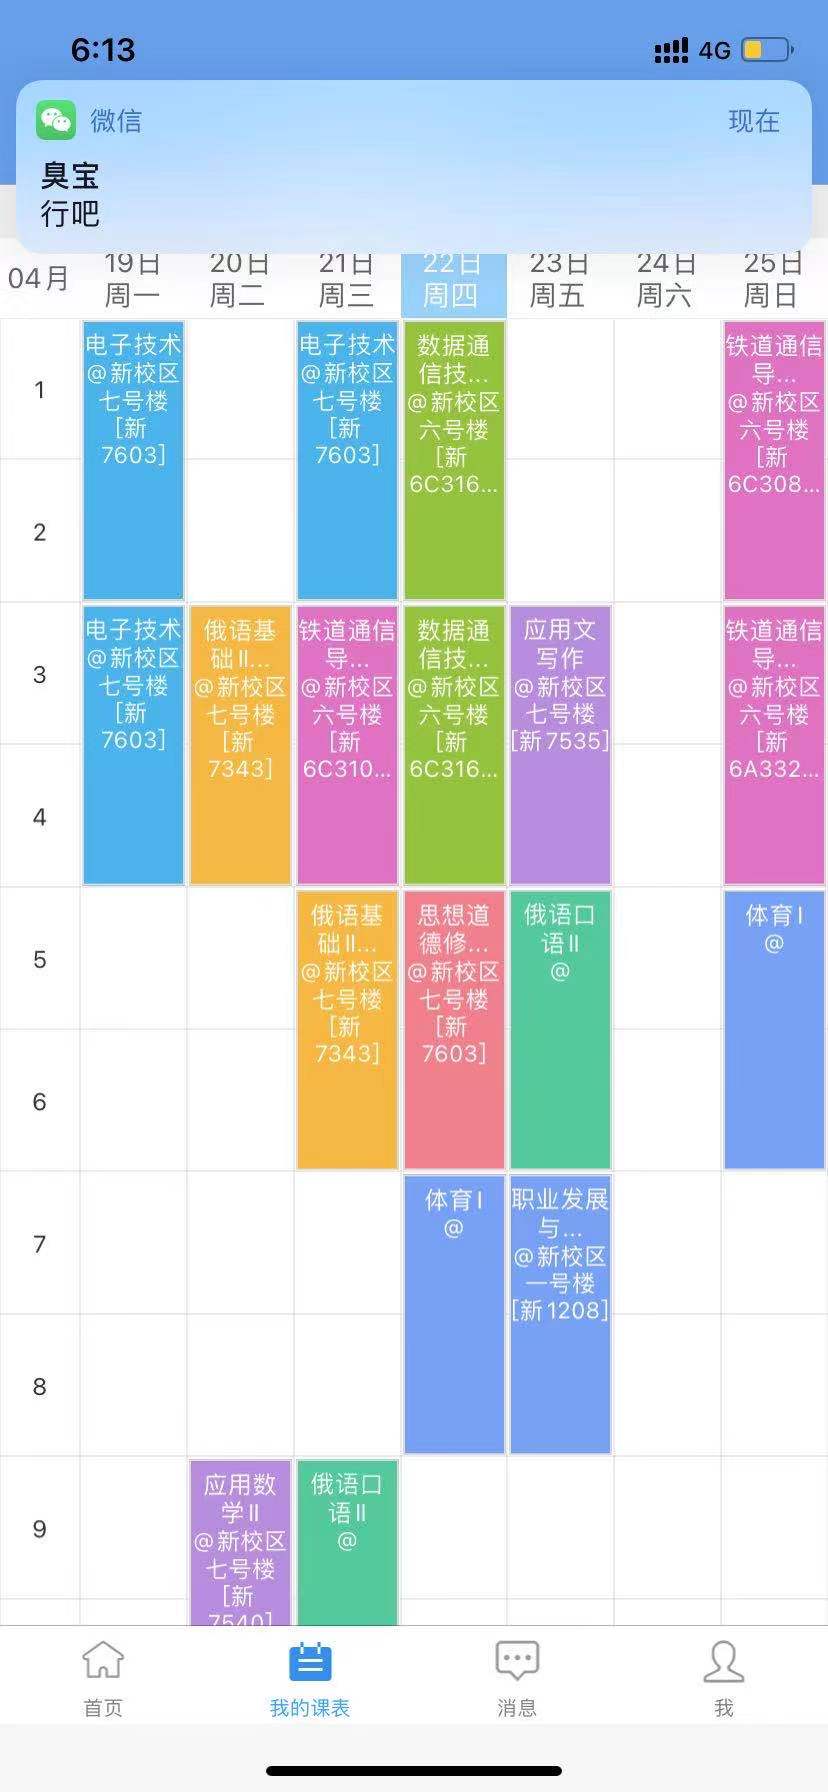 6:13
4G
微信
现在
臭宝
行吧
04月
19日
周一
20日
周二
21日
周三
22日
周四
23日
周五
24日
周六
25日
周日
1
电子技术
@新校区
七号楼
[新
7603]
电子技术
@新校区
七号楼
[新
7603]
数据通
信技...
@新校区
六号楼
[新
6C316...
铁道通信
导...
@新校区
六号楼
[新
6C308...
2
3
电子技术
@新校区
七号楼
[新
7603]
俄语基
础Ⅱ...
@新校区
七号楼
[新
7343]
铁道通信
导...
@新校区
六号楼
[新
6C310...
数据通
信技...
@新校区
六号楼
[新
6C316...
应用文
写作
@新校区
七号楼
[新7535]
铁道通信
导...
@新校区
六号楼
[新
6A332...
4
5
俄语基
础Ⅱ...
@新校区
七号楼
[新
7343]
思想道
德修...
@新校区
七号楼
[新
7603]
俄语口
语Ⅱ
@
体育Ⅰ
@
6
7
体育Ⅰ
@
职业发展
与...
@新校区
一号楼
[新1208]
8
9
应用数
学Ⅱ
@新校区
七号楼
[新
7540]
俄语口
语Ⅱ
@
首页
我的课表
消息
我